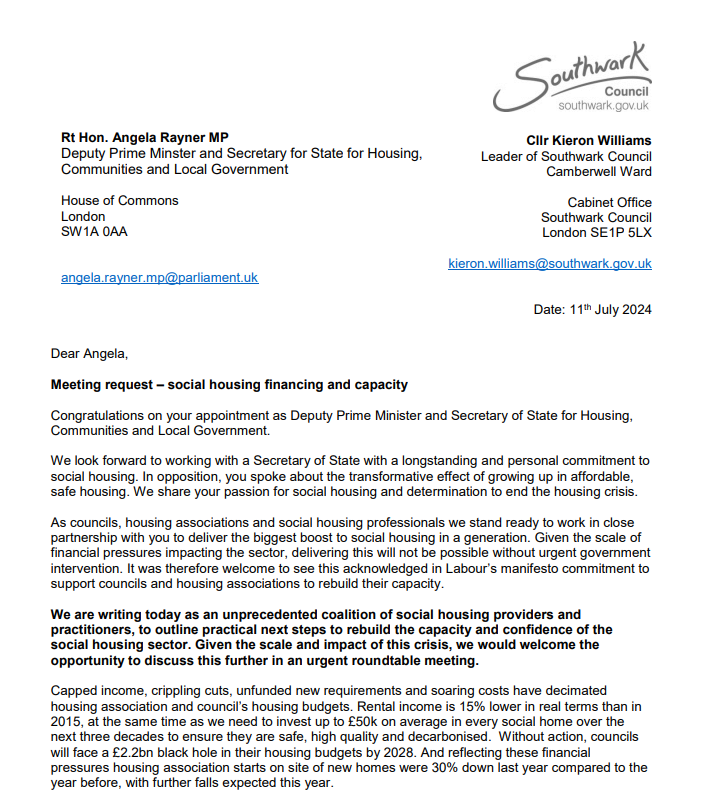 Southwark
Council
southwark.gov.uk
Rt Hon. Angela Rayner MP
Deputy Prime Minster and Secretary for State for Housing,
Communities and Local Government
House of Commons
London
SW1A 0AA
angela.rayner.mp@parliament.uk
Cllr Kieron Williams
Leader of Southwark Council
Camberwell Ward
Cabinet Office
Southwark Council
London SE1P 5LX
kieron.williams@southwark.gov.uk
Date: 11th July 2024
Dear Angela,
Meeting request – social housing financing and capacity
Congratulations on your appointment as Deputy Prime Minister and Secretary of State for Housing,
Communities and Local Government.
We look forward to working with a Secretary of State with a longstanding and personal commitment to
social housing. In opposition, you spoke about the transformative effect of growing up in affordable,
safe housing. We share your passion for social housing and determination to end the housing crisis.
As councils, housing associations and social housing professionals we stand ready to work in close
partnership with you to deliver the biggest boost to social housing in a generation. Given the scale of
financial pressures impacting the sector, delivering this will not be possible without urgent government
intervention. It was therefore welcome to see this acknowledged in Labour's manifesto commitment to
support councils and housing associations to rebuild their capacity.
We are writing today as an unprecedented coalition of social housing providers and
practitioners, to outline practical next steps to rebuild the capacity and confidence of the
social housing sector. Given the scale and impact of this crisis, we would welcome the
opportunity to discuss this further in an urgent roundtable meeting.
Capped income, crippling cuts, unfunded new requirements and soaring costs have decimated
housing association and council's housing budgets. Rental income is 15% lower in real terms than in
2015, at the same time as we need to invest up to £50k on average in every social home over the
next three decades to ensure they are safe, high quality and decarbonised. Without action, councils
will face a £2.2bn black hole in their housing budgets by 2028. And reflecting these financial
pressures housing association starts on site of new homes were 30% down last year compared to the
year before, with further falls expected this year.